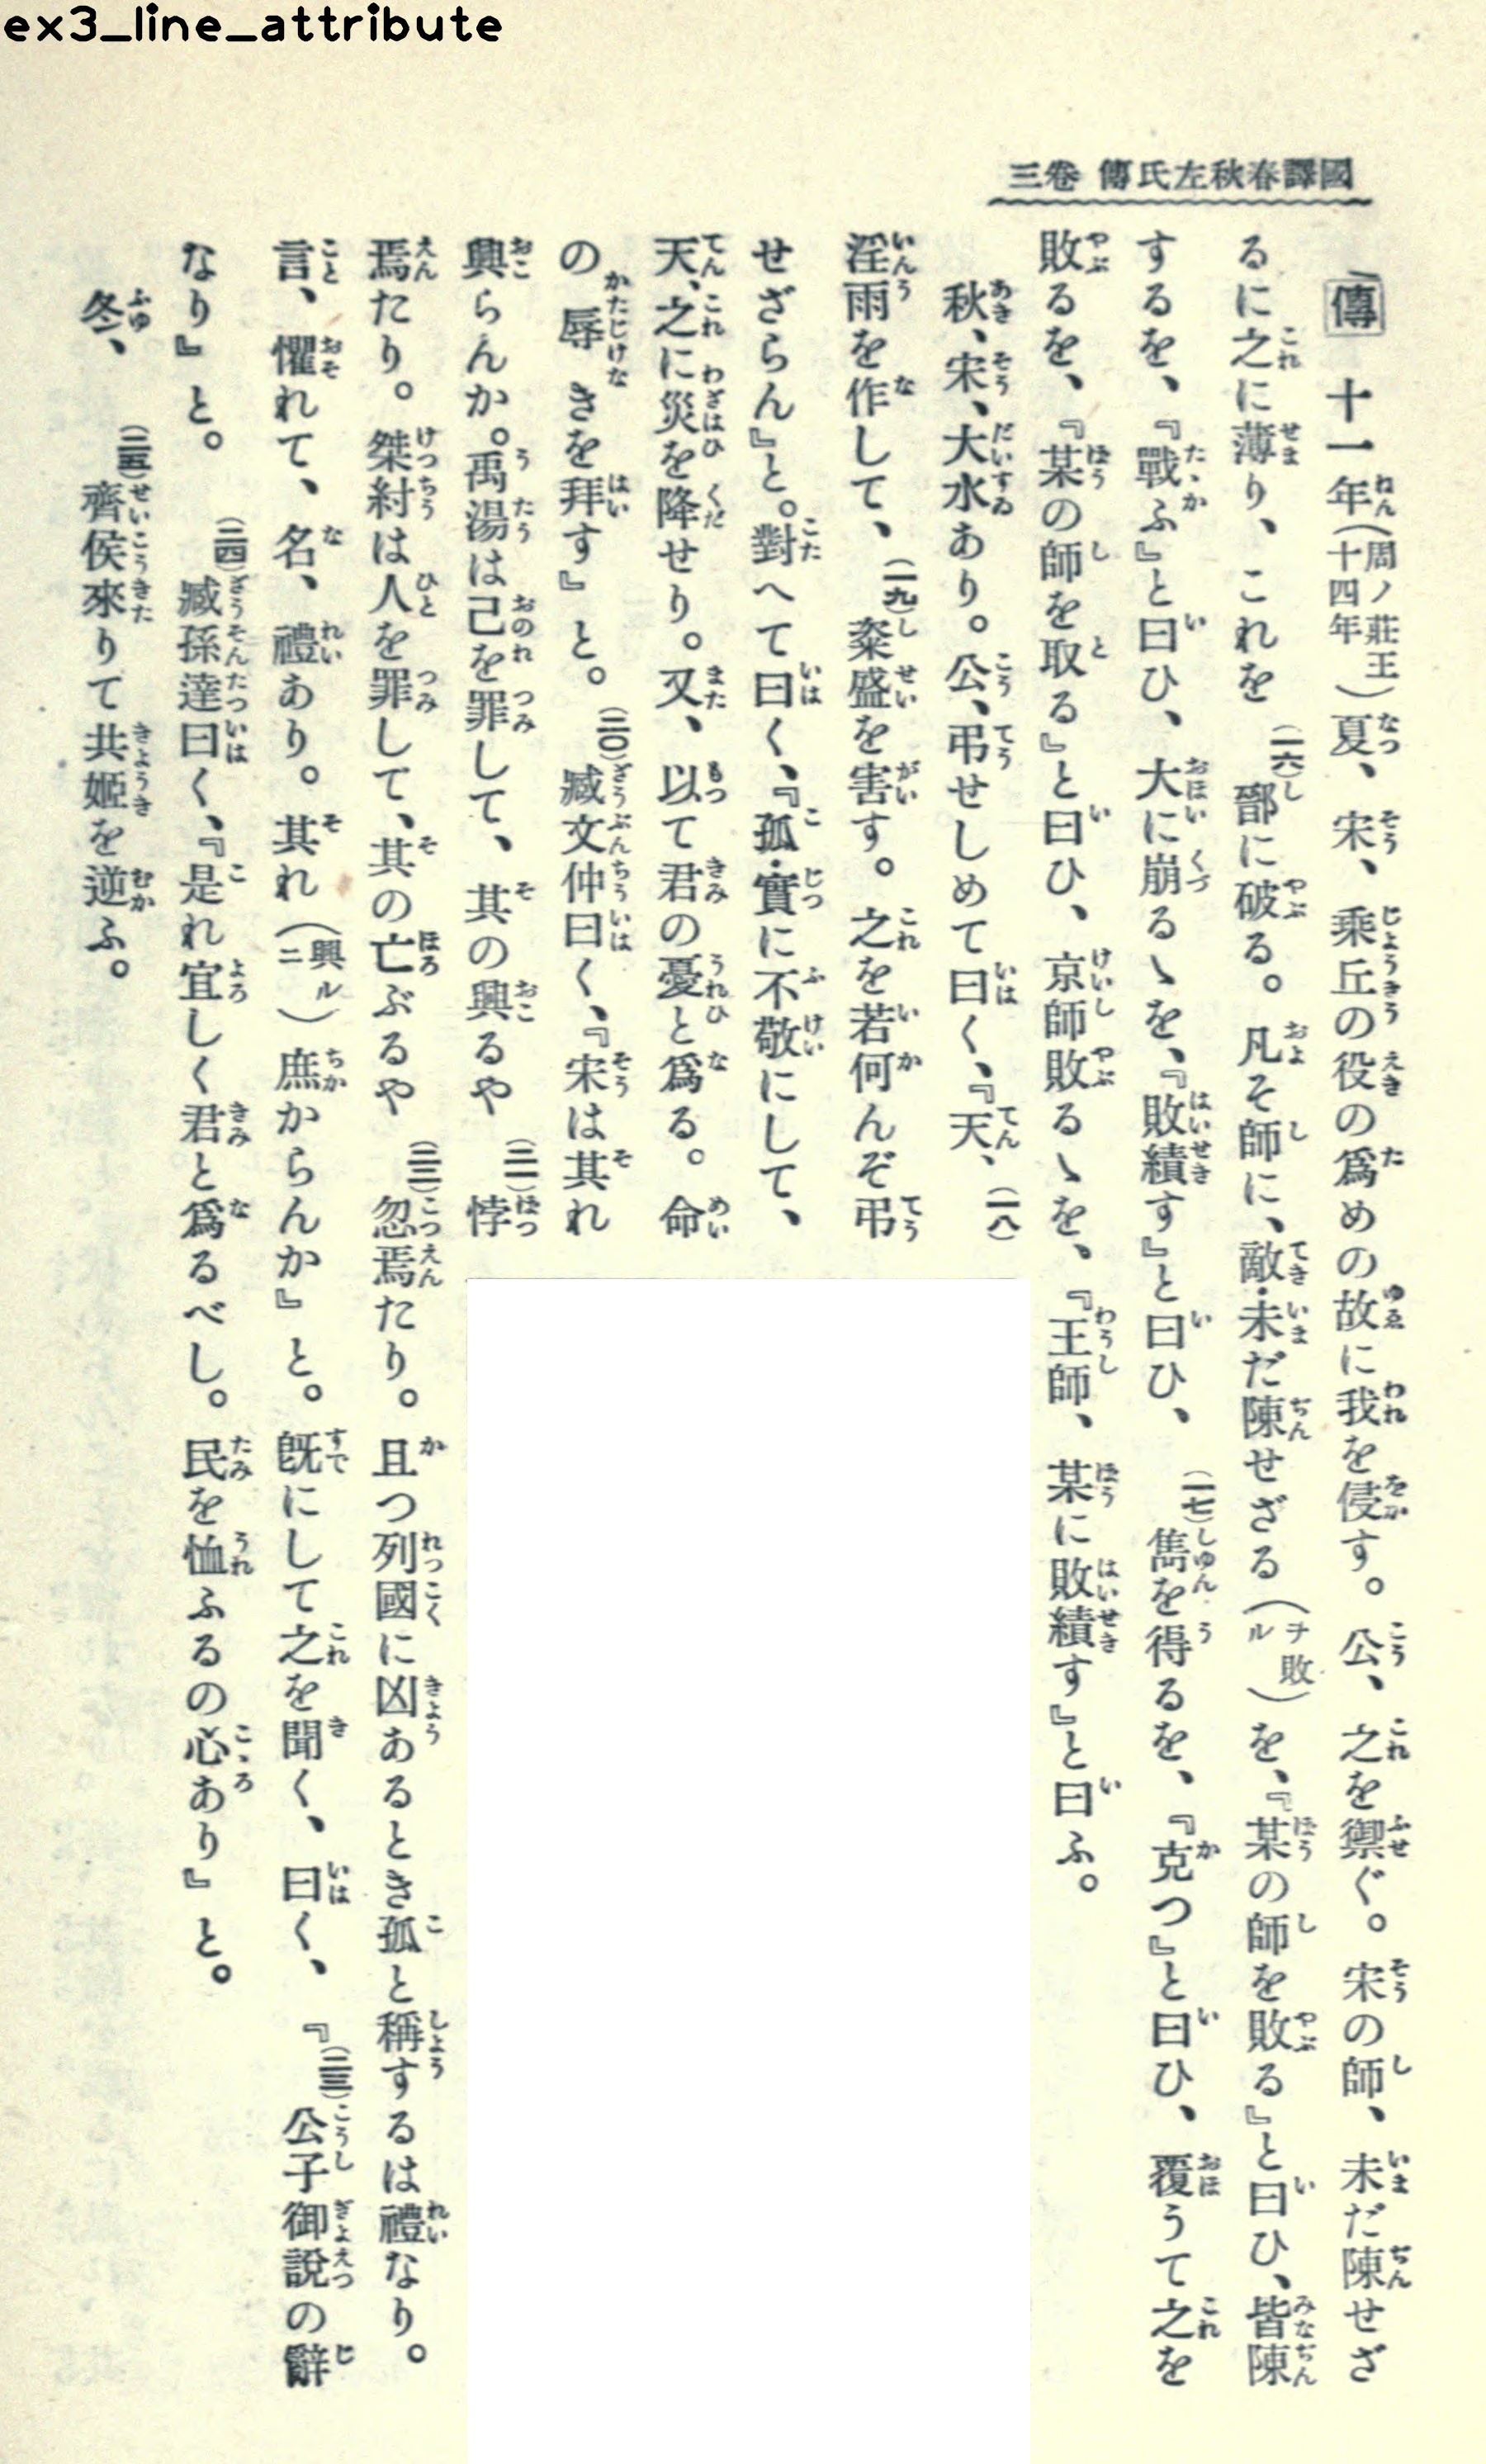 ex3_line_attribute
三卷 傳氏左秋春譯國
傳 十一年(周ノ莊王十四年)夏、宋、乘丘の役の爲めの故に我を侵す。公、之を禦ぐ。宋の師、未だ陳せざ
るに之に薄り、これを(一六)鄑に破る。凡そ師に、敵・未だ陳せざる(ヲ敗ル)を、『某の師を敗る』と曰ひ、皆陳
するを、『戰ふ』と曰ひ、大に崩るゝを、『敗績す』と曰ひ、(一七)雋を得るを、『克つ』と曰ひ、覆うて之を
敗るを、『某の師を取る』と曰ひ、京師敗るゝを、『王師、某に敗績す』と曰ふ。
秋、宋、大水あり。公、弔せしめて曰く、『天、(一八)
淫雨を作して、(一九)粢盛を害す。之を若何んぞ弔
せざらん』と。對へて曰く、『孤・實に不敬にして、
天、之に災を降せり。又、以て君の憂と爲る。命
の辱きを拜す』と。(二〇)臧文仲曰く、『宋は其れ
興らんか。禹湯は己を罪して、其の興るや(二一)悖
焉たり。桀紂は人を罪して、其の亡ぶるや(二二)忽焉たり。且つ列國に凶あるとき孤と稱するは禮なり。
言、懼れて、名、禮あり。其れ(興ルニ)庶からんか』と。既にして之を聞く、曰く、『(二三)公子御說の辭
なり』と。(二四)臧孫達曰く、『是れ宜しく君と爲るべし。民を恤ふるの心あり』と。
冬、(二五)齊侯來りて共姬を逆ふ。